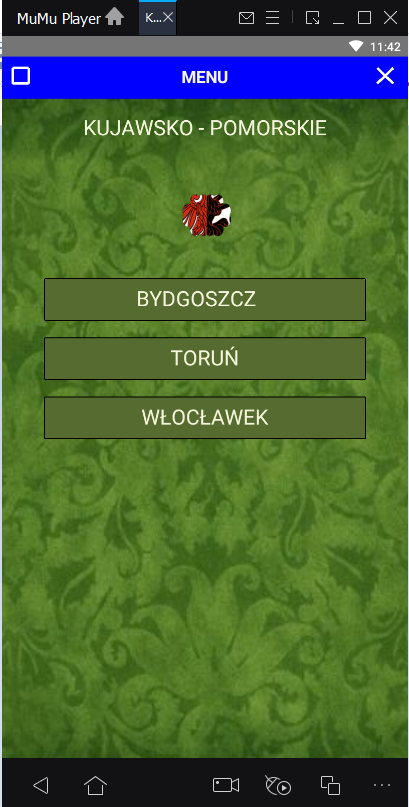 MuMu Player
K...
11:42
MENU
KUJAWSKO - POMORSKIE
BYDGOSZCZ
TORUŃ
WŁOCŁAWEK